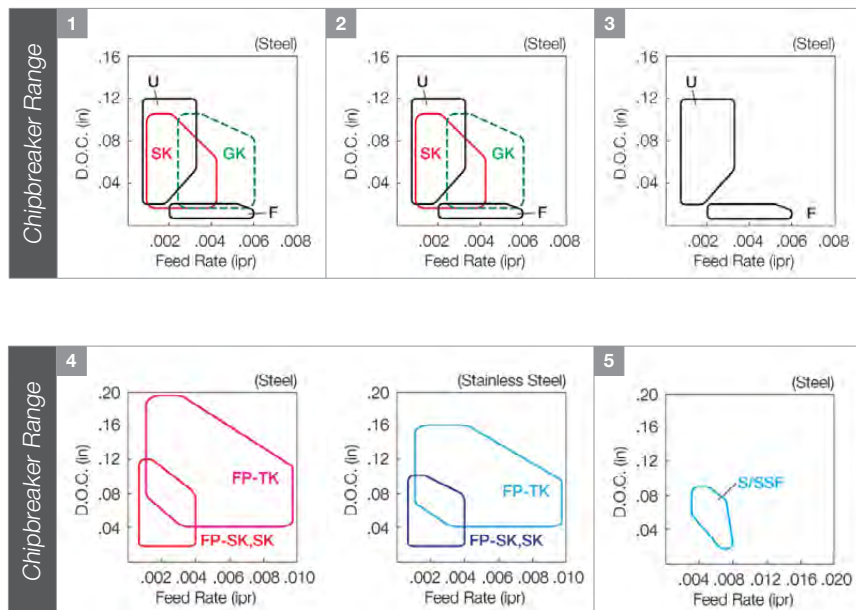 Chipbreaker Range
1
(Steel)
D.O.C. (in)
.16
.12
.08
.04
U
SK
GK
F
.002 .004 .006 .008
Feed Rate (ipr)
2
(Steel)
D.O.C. (in)
.16
.12
.08
.04
U
SK
GK
F
.002 .004 .006 .008
Feed Rate (ipr)
3
(Steel)
D.O.C. (in)
.16
.12
.08
.04
U
F
.002 .004 .006 .008
Feed Rate (ipr)
Chipbreaker Range
4
(Steel)
D.O.C. (in)
.20
.16
.12
.08
.04
FP-TK
FP-SK,SK
.002 .004 .006 .008 .010
Feed Rate (ipr)
(Stainless Steel)
D.O.C. (in)
.20
.16
.12
.08
.04
FP-TK
FP-SK,SK
.002 .004 .006 .008 .010
Feed Rate (ipr)
5
(Steel)
D.O.C. (in)
.20
.16
.12
.08
.04
S/SSF
.004 .008 .012 .016 .020
Feed Rate (ipr)